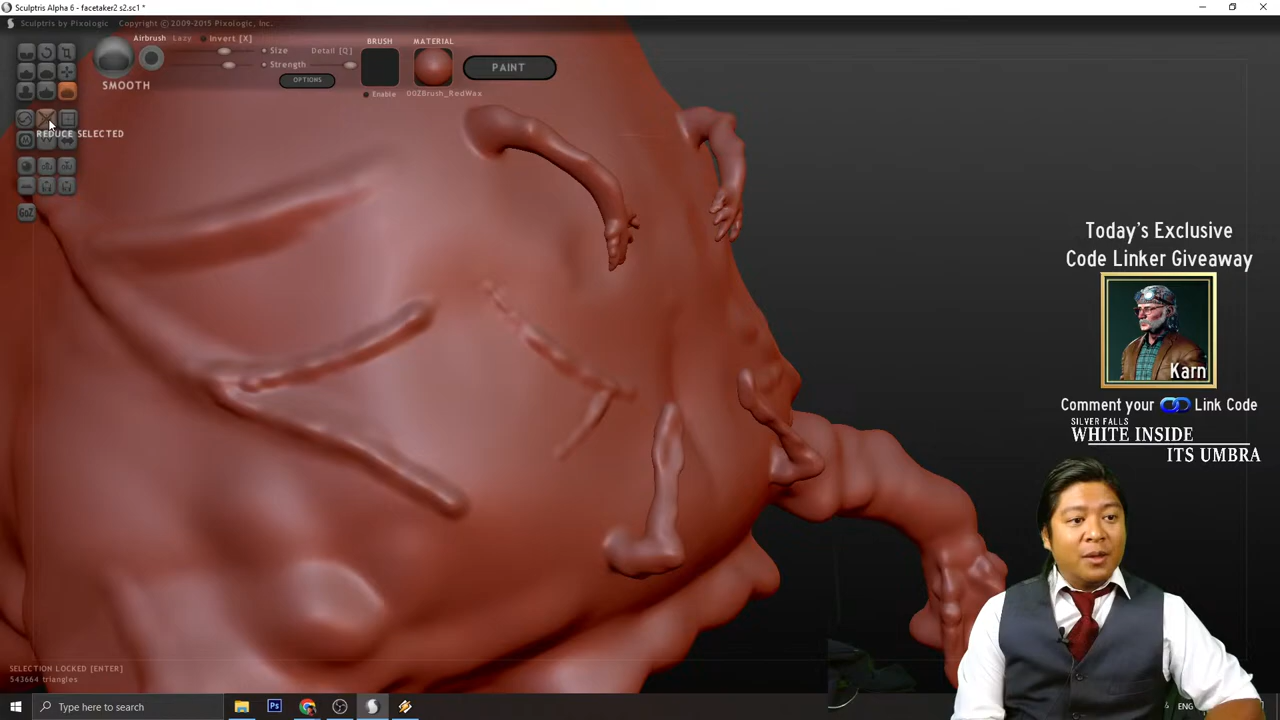 Sculptris Alpha 6 - facetaker2 s2.sc1 *
Sculptris by Pixologic Copyright © 2009-2015 Pixologic, Inc.
Airbrush Lazy Invert [X]
Size Detail [Q]
Strength
OPTIONS
SMOOTH
BRUSH
Enable
MATERIAL
00ZBrush_RedWax
PAINT
REDUCE SELECTED
GoZ
Today's Exclusive
Code Linker Giveaway
Karn
Comment your Link Code
SILVER FALLS
WHITE INSIDE
ITS UMBRA
SELECTION LOCKED [ENTER]
543664 triangles
Type here to search
Ps
ENG